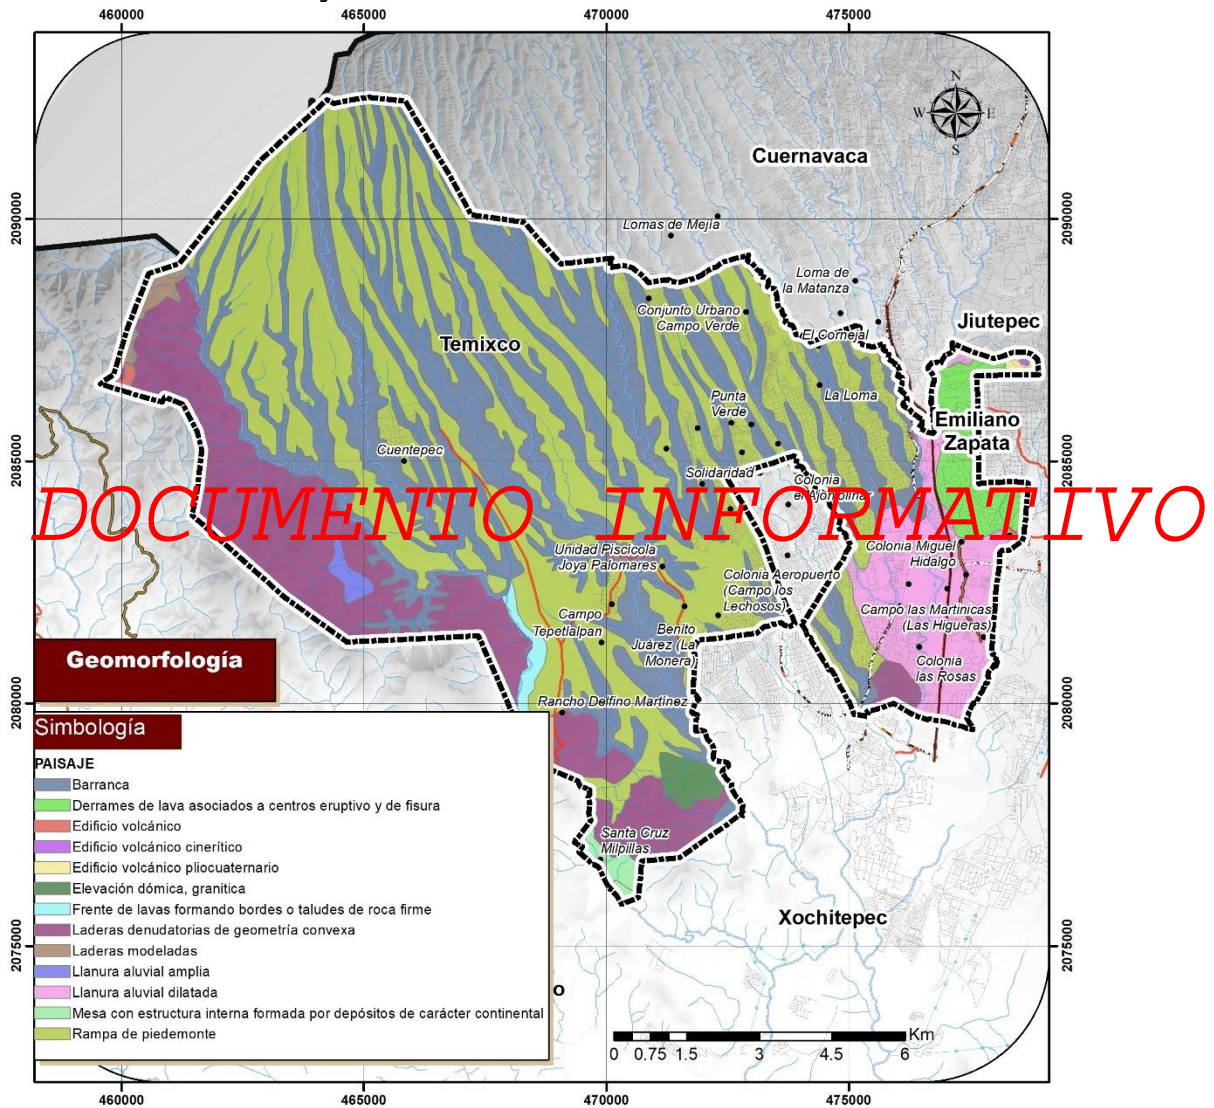 460000
465000
470000
475000
N
W
E
S
Cuernavaca
2090000
2090000
Lomas de Mejía
Loma de
la Matanza
Conjunto Urbano
Campo Verde
El Cornejal
Jiutepec
Temixco
La Loma
Punta
Verde
Emiliano
Zapata
Cuentepec
2085000
2085000
Solidaridad
Colonia
DOCUMENTO INFORMATIVO
Unidad Piscicola
Joya Palomares
Colonia Miguel
Hidalgo
Colonia Aeropuerto
(Campo los
Lechosos)
Campo
Tepetlalpan
Benito
Juárez (La
Monera)
Campo las Martinicas
(Las Higueras)
Colonia
las Rosas
Geomorfología
2080000
2080000
Rancho Delfino Martínez
Simbología
PAISAJE
Barranca
Derrames de lava asociados a centros eruptivo y de fisura
Edificio volcánico
Edificio volcánico cinerítico
Edificio volcánico pliocuaternario
Elevación dómica, granitica
Frente de lavas formando bordes o taludes de roca firme
Laderas denudatorias de geometría convexa
Laderas modeladas
Llanura aluvial amplia
Llanura aluvial dilatada
Mesa con estructura interna formada por depósitos de carácter continental
Rampa de piedemonte
Santa Cruz
Milpillas
Xochitepec
2075000
2075000
o
Km
0 0.75 1.5 3 4.5 6
460000
465000
470000
475000